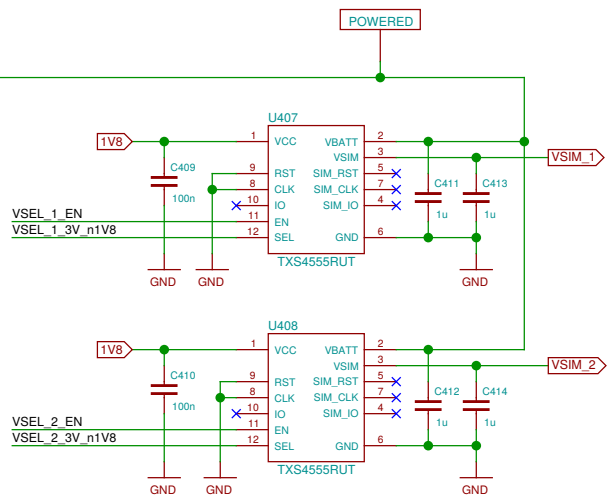 POWERED
U407
1V8 1 VCC VBATT 2
VSIM 3 VSIM_1
C409 9 RST SIM_RST 5
8 CLK SIM_CLK 7 C411 C413
100n 10 IO SIM_IO 4
VSEL_1_EN 11 EN 1u 1u
VSEL_1_3V_n1V8 12 SEL GND 6
TXS4555RUT
GND GND GND
U408
1V8 1 VCC VBATT 2
VSIM 3 VSIM_2
C410 9 RST SIM_RST 5
8 CLK SIM_CLK 7 C412 C414
100n 10 IO SIM_IO 4
VSEL_2_EN 11 EN 1u 1u
VSEL_2_3V_n1V8 12 SEL GND 6
TXS4555RUT
GND GND GND